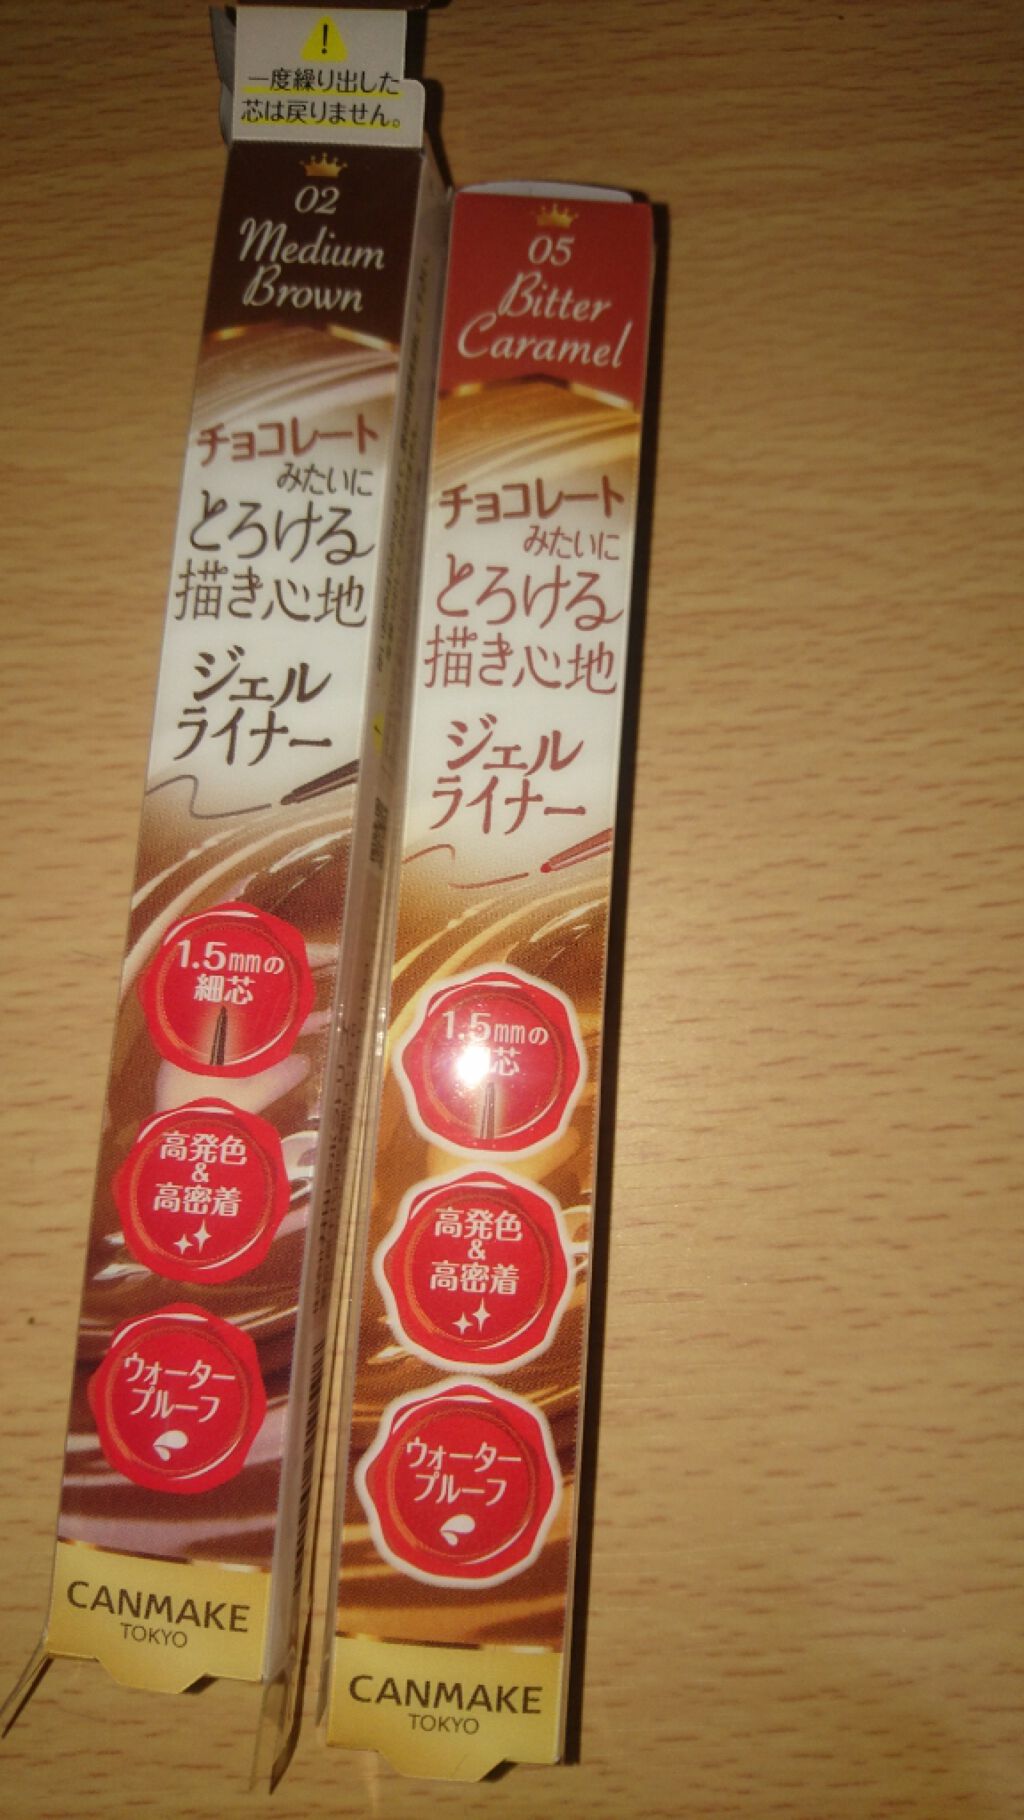 一度繰り出した
芯は戻りません。
02
Medium
Brown
チョコレート
みたいに
とろける
描き心地
ジェル
ライナー
1.5mmの
細芯
高発色
&
高密着
ウォーター
プルーフ
CANMAKE
TOKYO
05
Bitter
Caramel
チョコレート
みたいに
とろける
描き心地
ジェル
ライナー
1.5mmの
芯
高発色
&
高密着
ウォーター
プルーフ
CANMAKE
TOKYO